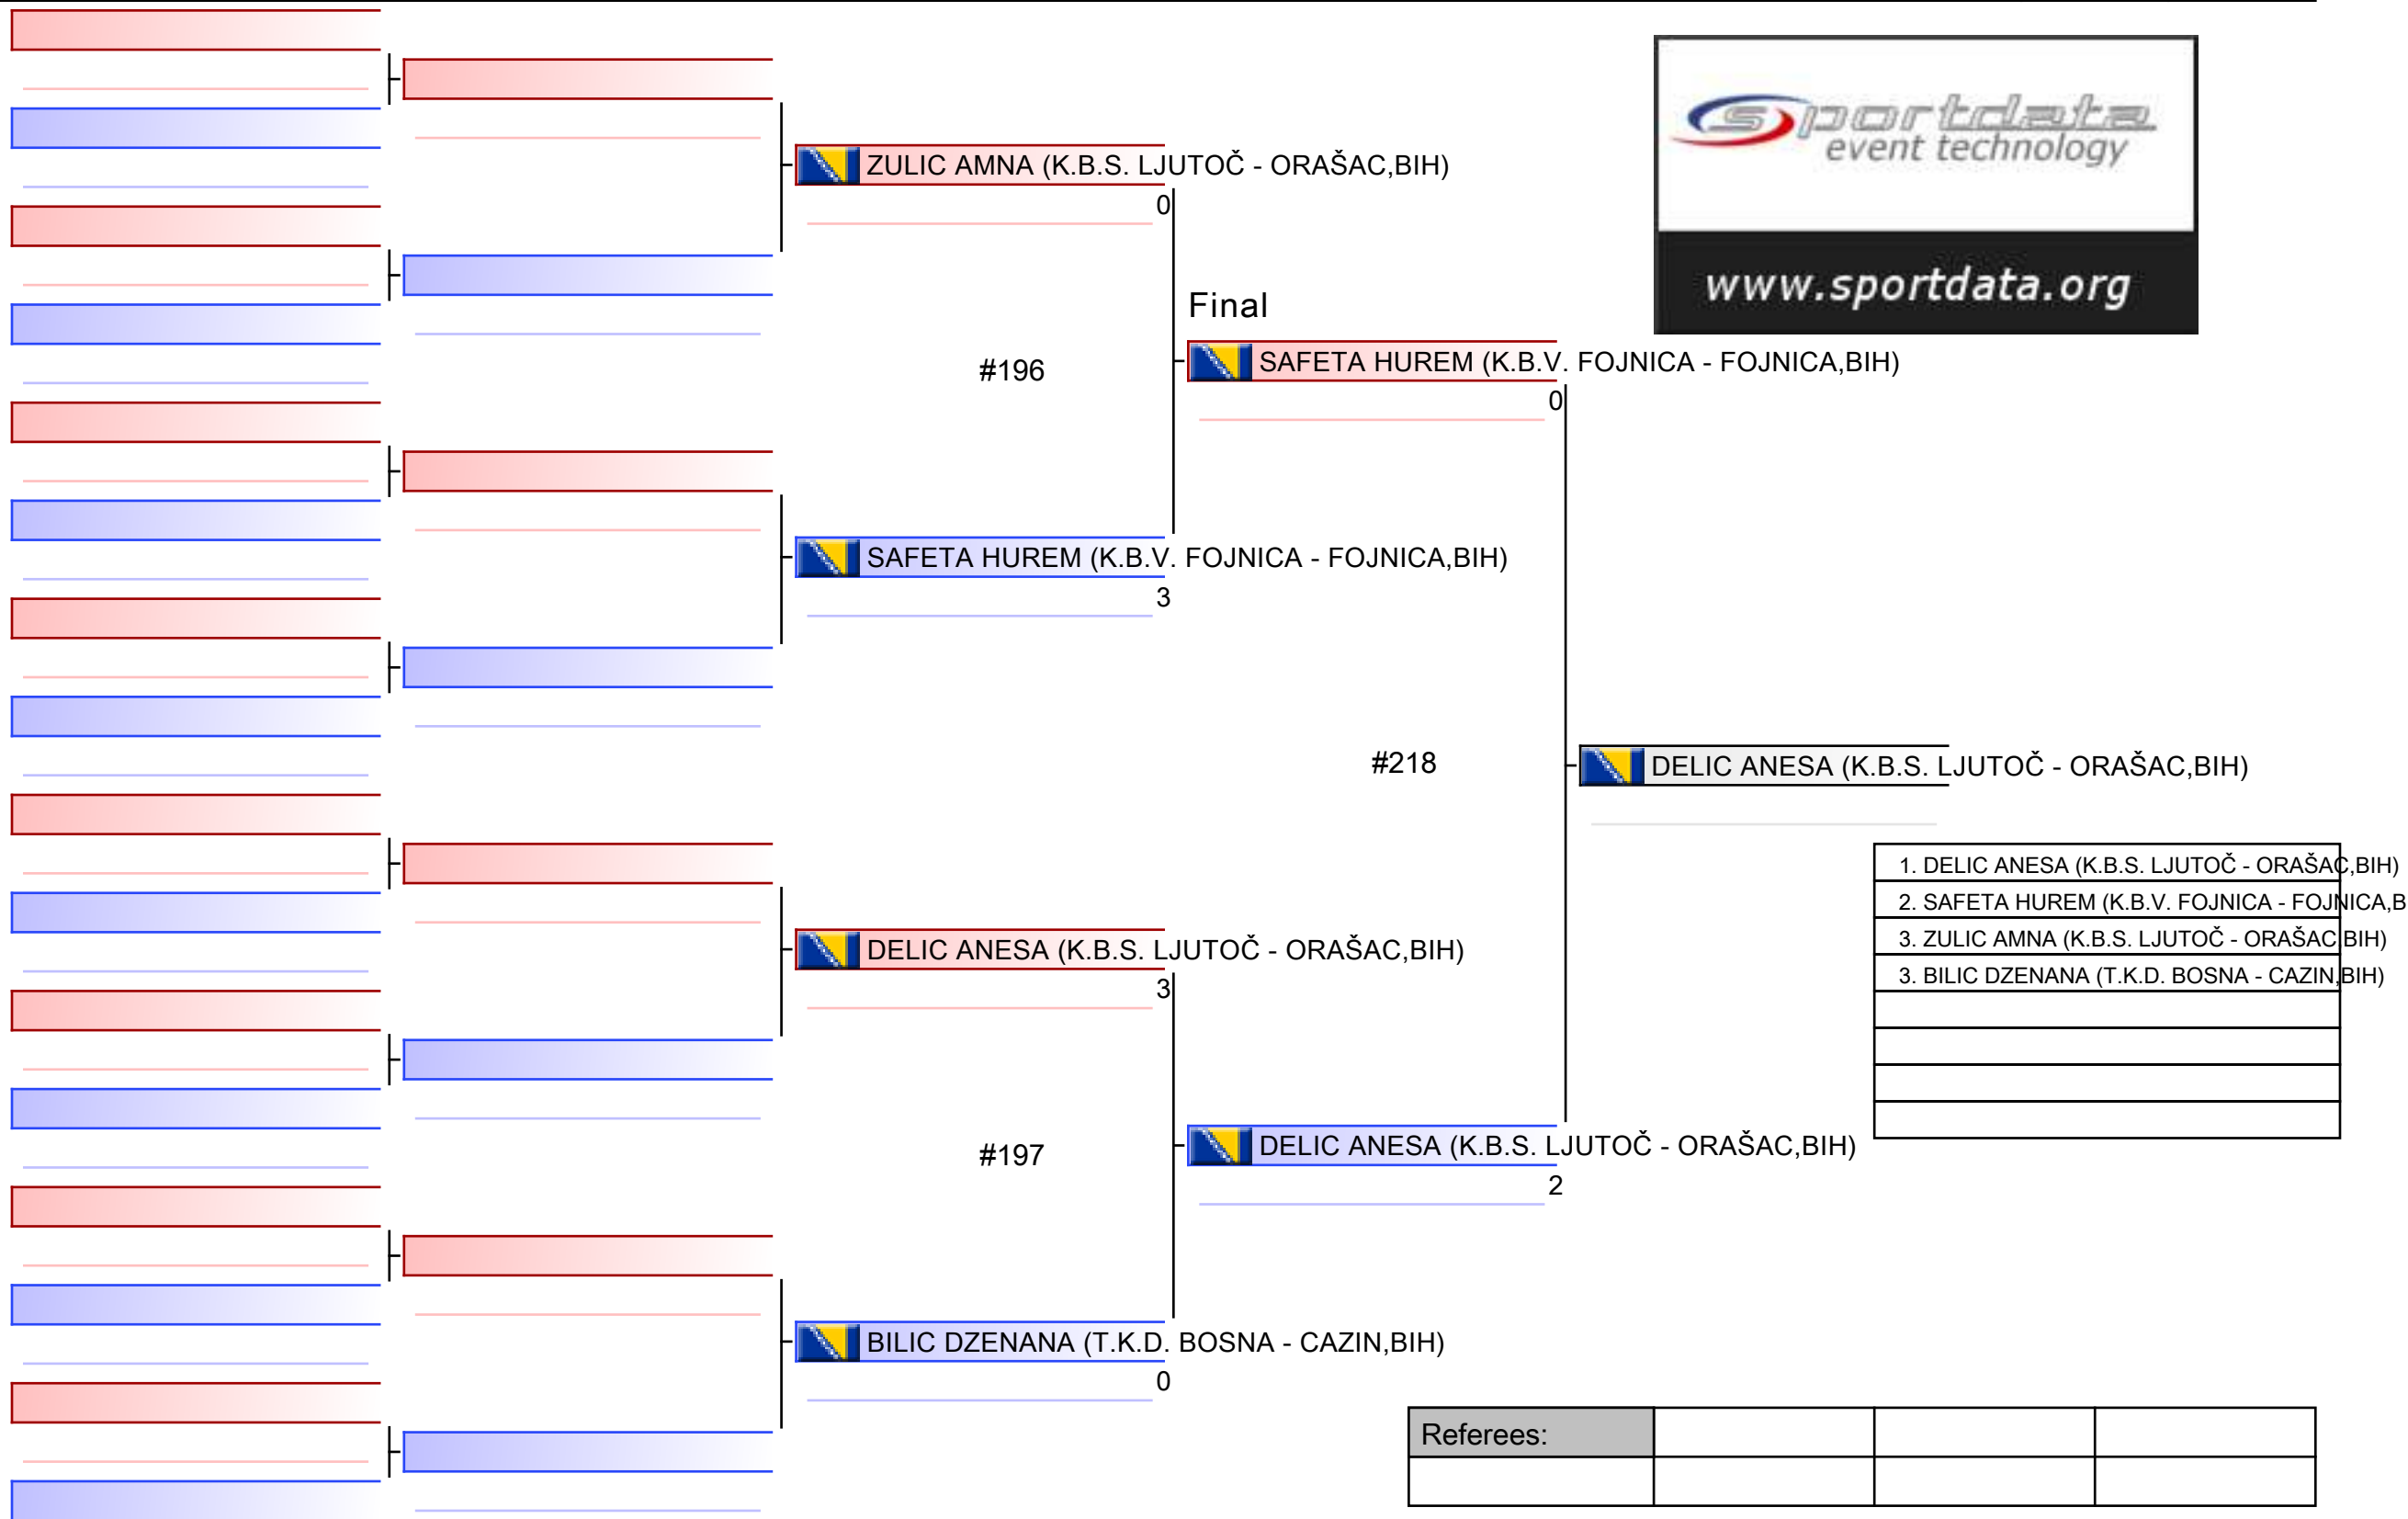 sportdata
event technology
www.sportdata.org
ZULIC AMNA (K.B.S. LJUTOČ - ORAŠAC,BIH)
0
Final
#196
SAFETA HUREM (K.B.V. FOJNICA - FOJNICA,BIH)
0
SAFETA HUREM (K.B.V. FOJNICA - FOJNICA,BIH)
3
#218
DELIC ANESA (K.B.S. LJUTOČ - ORAŠAC,BIH)
1. DELIC ANESA (K.B.S. LJUTOČ - ORAŠAC,BIH)
2. SAFETA HUREM (K.B.V. FOJNICA - FOJNICA,B
3. ZULIC AMNA (K.B.S. LJUTOČ - ORAŠAC,BIH)
3. BILIC DZENANA (T.K.D. BOSNA - CAZIN,BIH)
DELIC ANESA (K.B.S. LJUTOČ - ORAŠAC,BIH)
3
#197
DELIC ANESA (K.B.S. LJUTOČ - ORAŠAC,BIH)
2
BILIC DZENANA (T.K.D. BOSNA - CAZIN,BIH)
0
Referees: